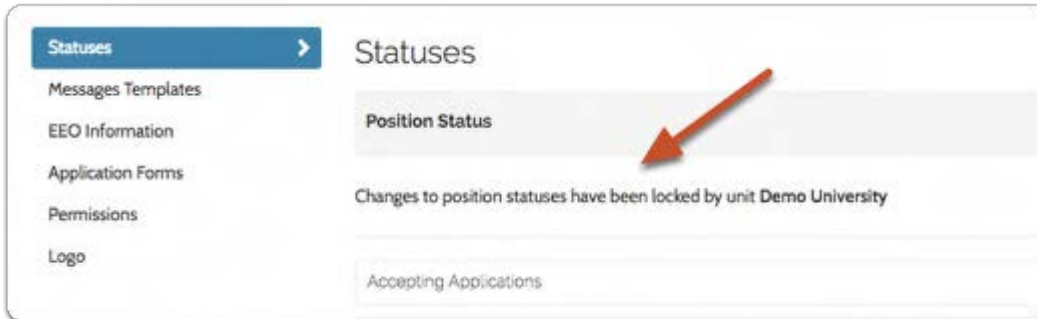 Statuses
Messages Templates
EEO Information
Application Forms
Permissions
Logo
Statuses
Position Status
Changes to position statuses have been locked by unit Demo University
Accepting Applications